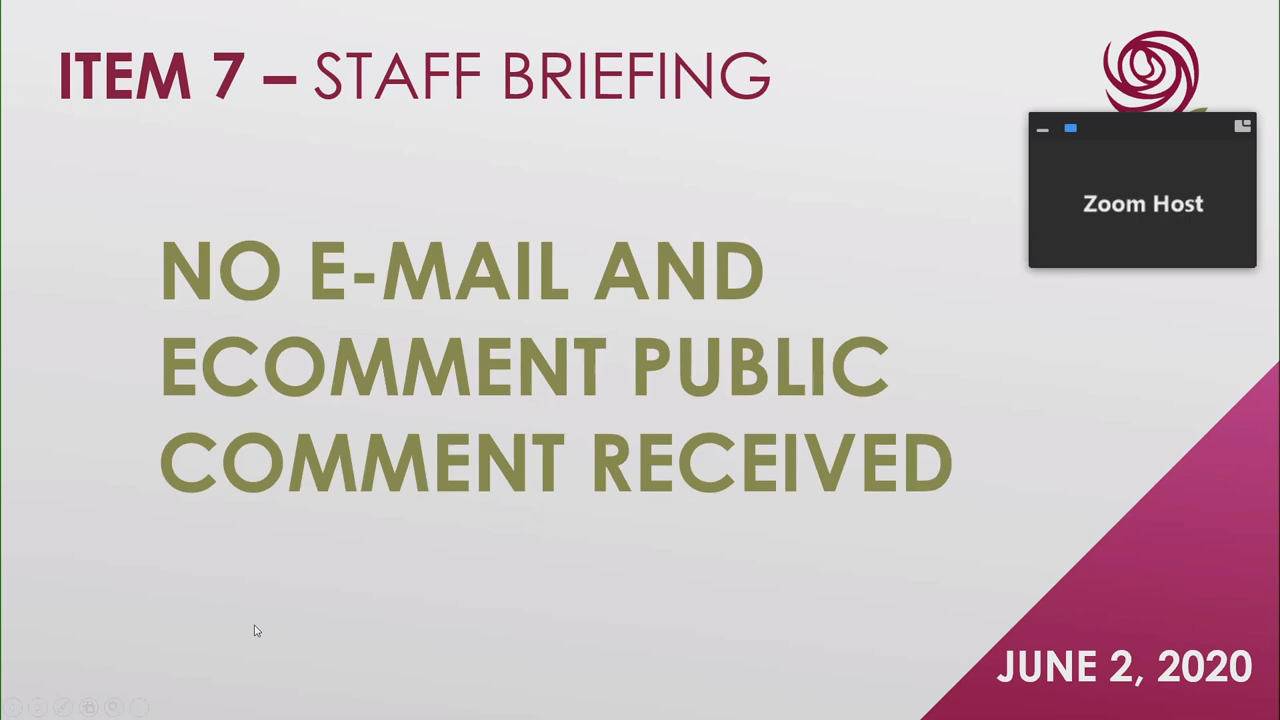 ITEM 7 – STAFF BRIEFING
Zoom Host
NO E-MAIL AND
ECOMMENT PUBLIC
COMMENT RECEIVED
JUNE 2, 2020